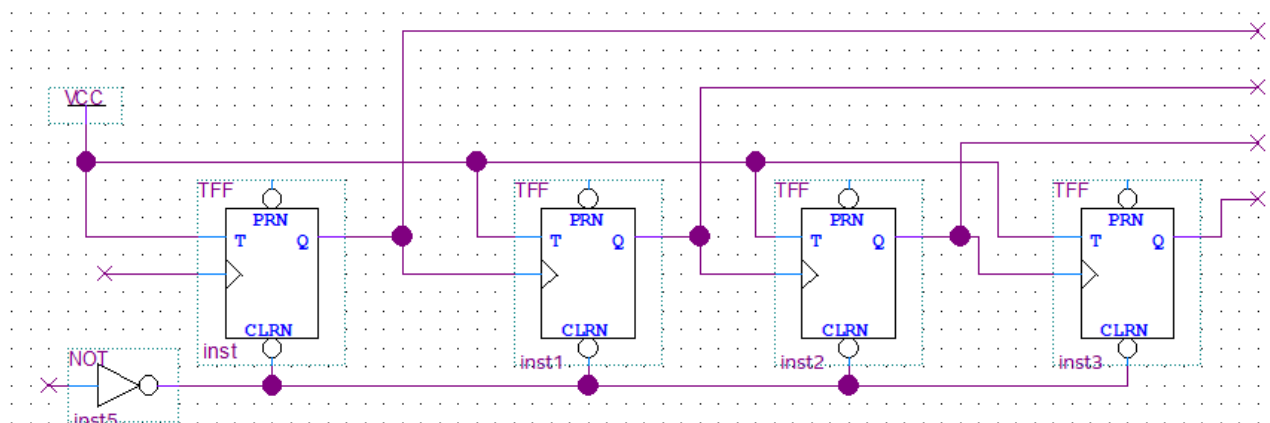 VCC
TFF
PRN
T
Q
CLRN
inst
TFF
PRN
T
Q
CLRN
inst1
TFF
PRN
T
Q
CLRN
inst2
TFF
PRN
T
Q
CLRN
inst3
NOT
inst5